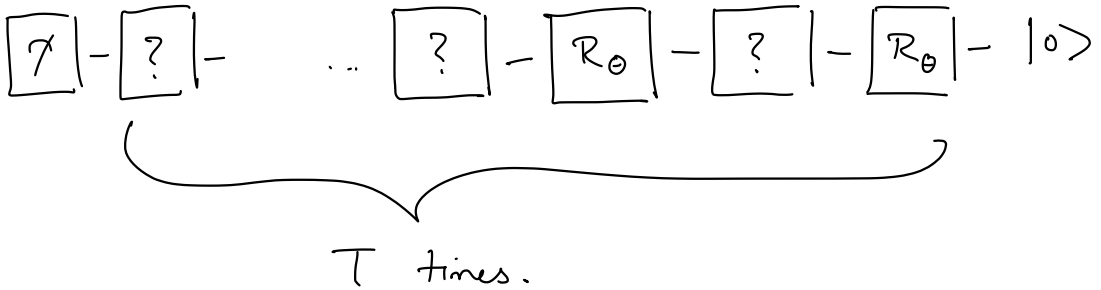 ? - ... ? - R_θ - ? - R_θ - |0>
T times.